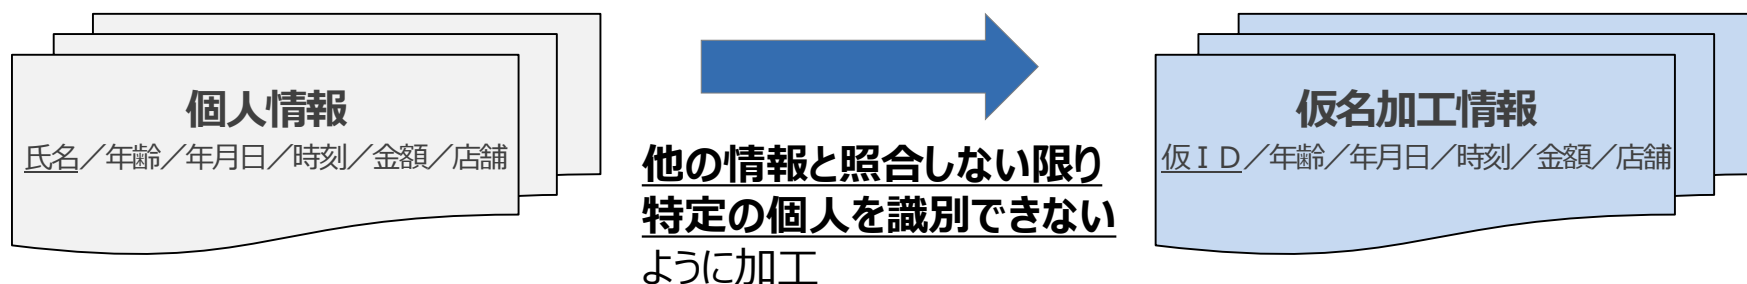 個人情報
氏名／年齢／年月日／時刻／金額／店舗
他の情報と照合しない限り
特定の個人を識別できない
ように加工
仮名加工情報
仮ＩＤ／年齢／年月日／時刻／金額／店舗